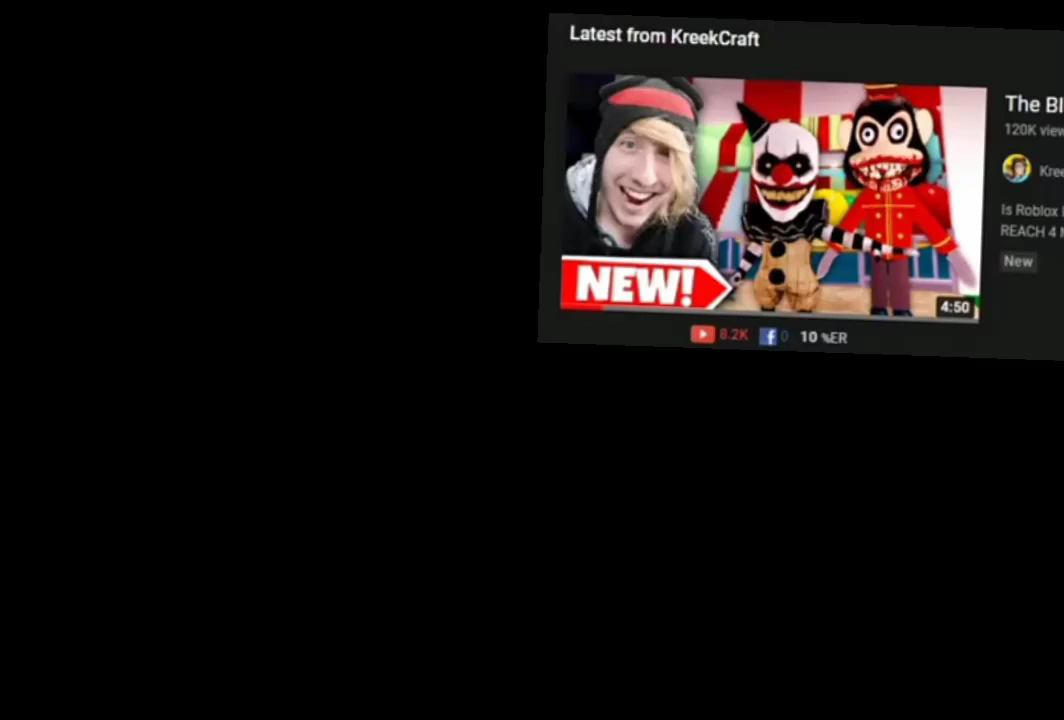 Latest from KreekCraft
The Bl
120K view
Kree
Is Roblox
REACH 4 M
New
NEW!
4:50
8.2K 0 10 %ER